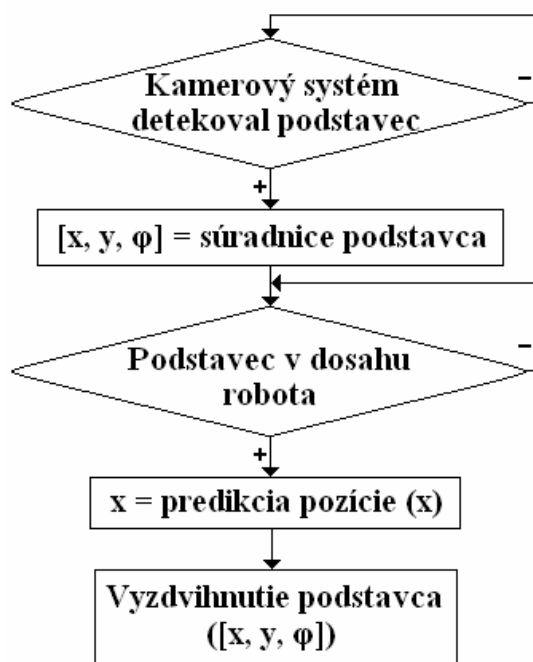 Kamerový systém
detekoval podstavec
-
+
[x, y, φ] = súradnice podstavca
Podstavec v dosahu
robota
-
+
x = predikcia pozície (x)
Vyzdvihnutie podstavca
([x, y, φ])